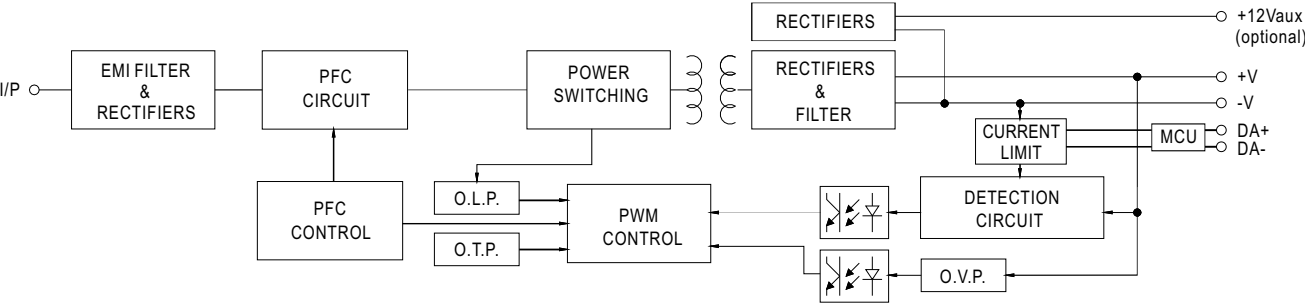 RECTIFIERS
+12Vaux
(optional)
I/P
EMI FILTER
&
RECTIFIERS
PFC
CIRCUIT
POWER
SWITCHING
RECTIFIERS
&
FILTER
+V
-V
CURRENT
LIMIT
MCU
DA+
DA-
PFC
CONTROL
O.L.P.
O.T.P.
PWM
CONTROL
DETECTION
CIRCUIT
O.V.P.